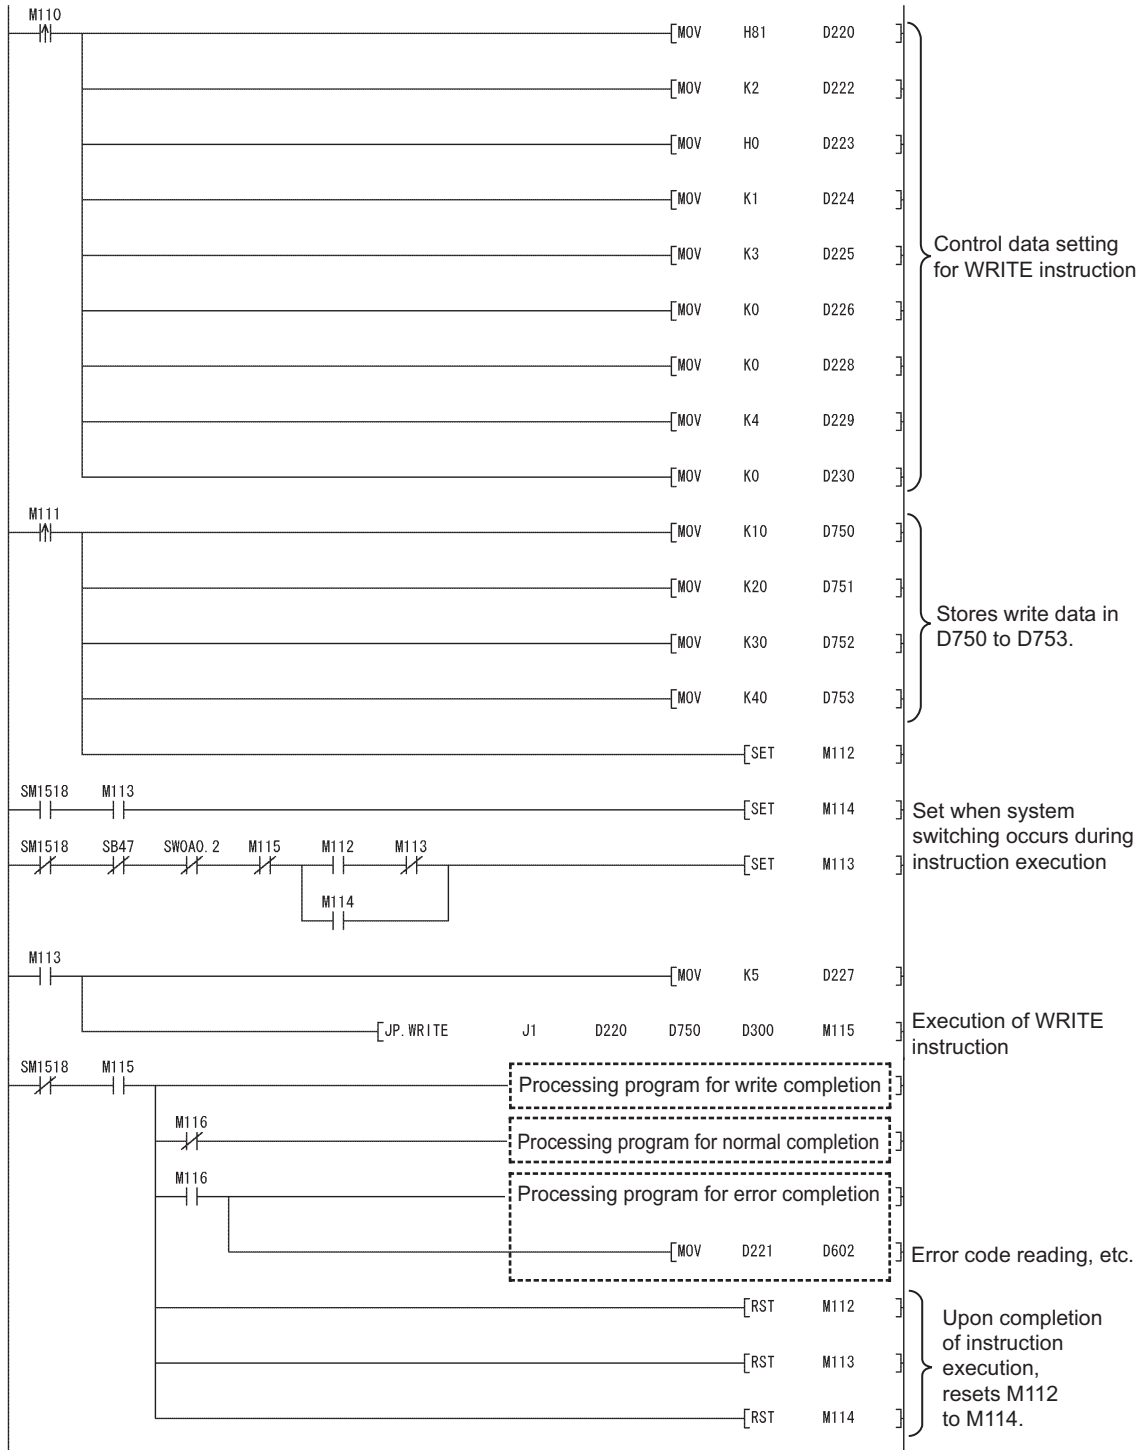 M110
[MOV H81 D220 ]
[MOV K2 D222 ]
[MOV H0 D223 ]
[MOV K1 D224 ]
[MOV K3 D225 ]
[MOV K0 D226 ]
[MOV K0 D228 ]
[MOV K4 D229 ]
[MOV K0 D230 ]
Control data setting
for WRITE instruction
M111
[MOV K10 D750 ]
[MOV K20 D751 ]
[MOV K30 D752 ]
[MOV K40 D753 ]
Stores write data in
D750 to D753.
[SET M112 ]
SM1518 M113
[SET M114 ]
Set when system
switching occurs during
instruction execution
SM1518 SB47 SW0A0.2 M115 M112 M113
[SET M113 ]
M114
M113
[MOV K5 D227 ]
[JP.WRITE J1 D220 D750 D300 M115 ]
Execution of WRITE
instruction
SM1518 M115
Processing program for write completion ]
M116
Processing program for normal completion ]
M116
Processing program for error completion ]
[MOV D221 D602 ]
Error code reading, etc.
[RST M112 ]
[RST M113 ]
[RST M114 ]
Upon completion
of instruction
execution,
resets M112
to M114.